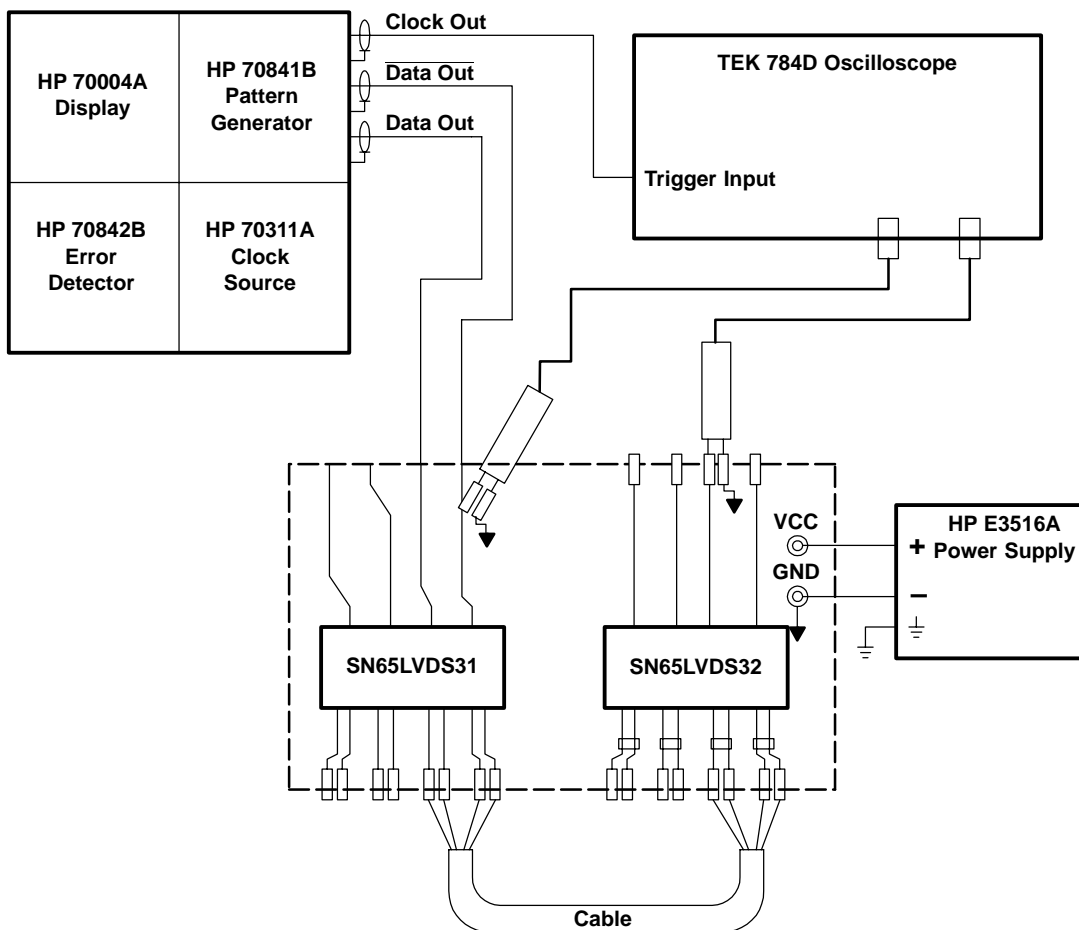 Clock Out
Data Out
Data Out
HP 70004A
Display
HP 70841B
Pattern
Generator
HP 70842B
Error
Detector
HP 70311A
Clock
Source
TEK 784D Oscilloscope
Trigger Input
VCC
GND
HP E3516A
+ Power Supply
−
SN65LVDS31
SN65LVDS32
Cable